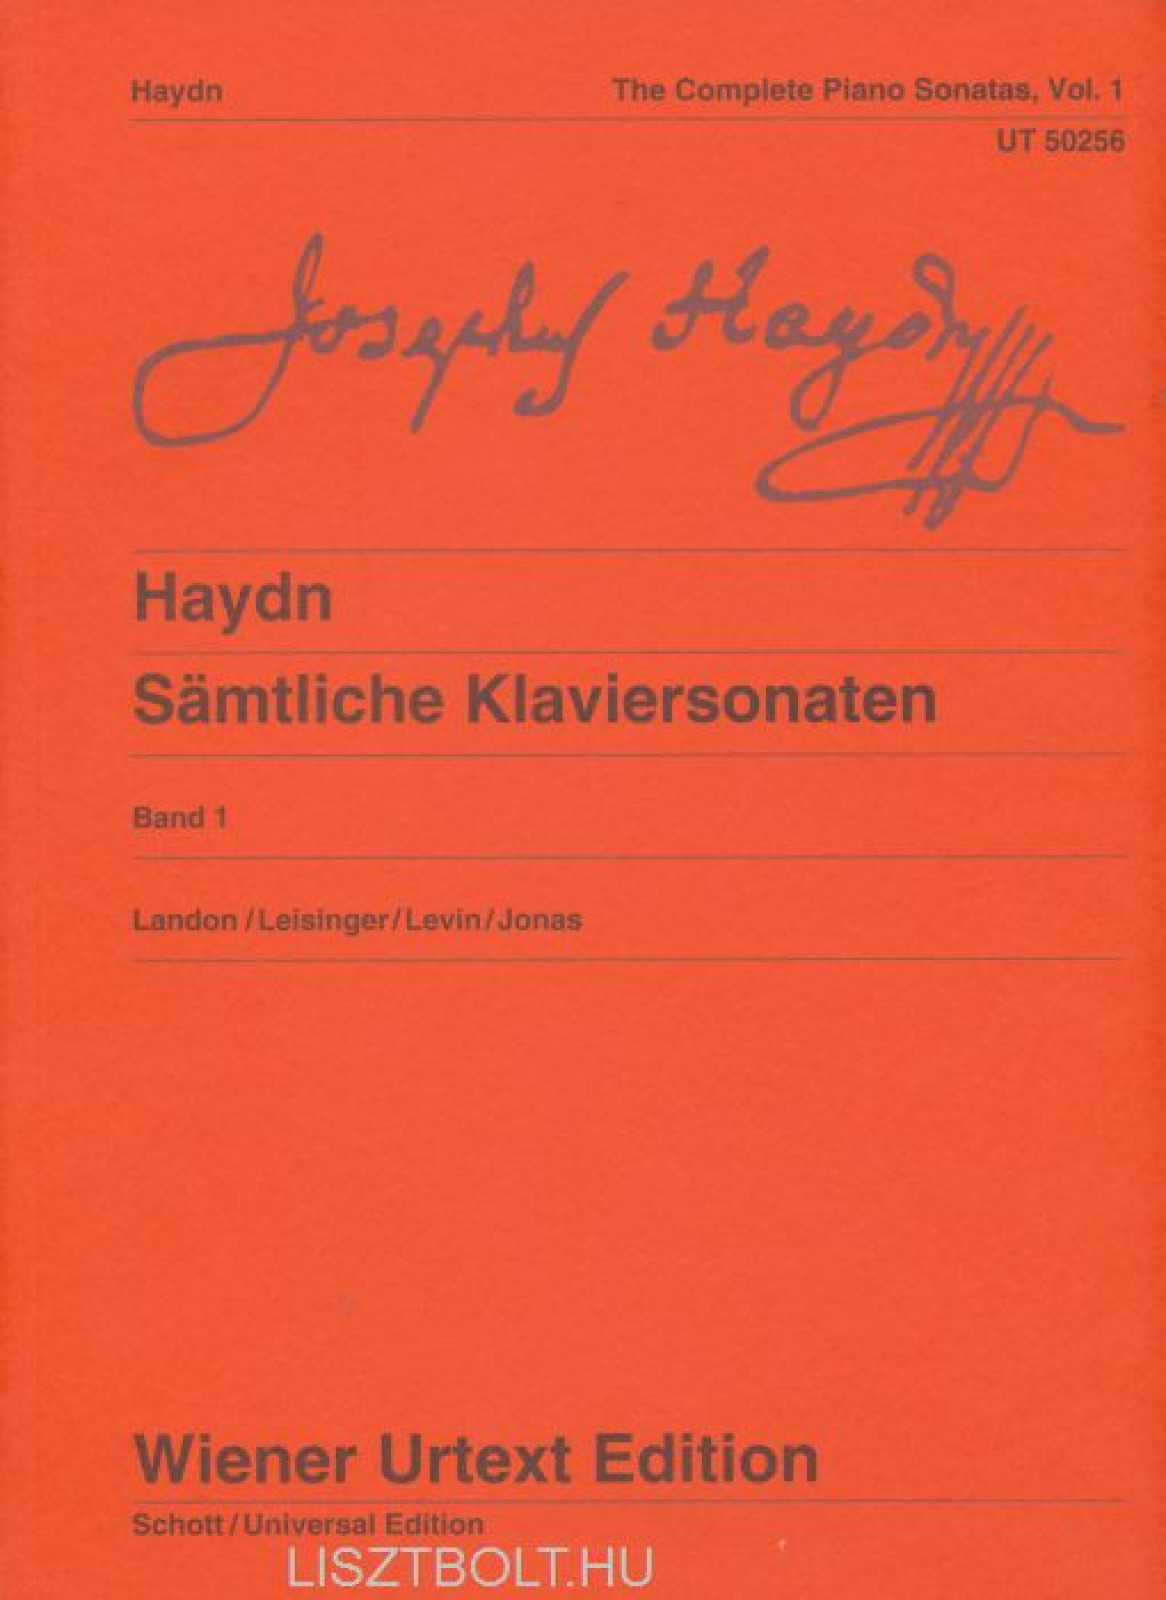 Haydn
The Complete Piano Sonatas, Vol. 1
UT 50256
Josephus Haydn
Haydn
Sämtliche Klaviersonaten
Band 1
Landon / Leisinger / Levin / Jonas
Wiener Urtext Edition
Schott / Universal Edition
LISZTBOLT.HU